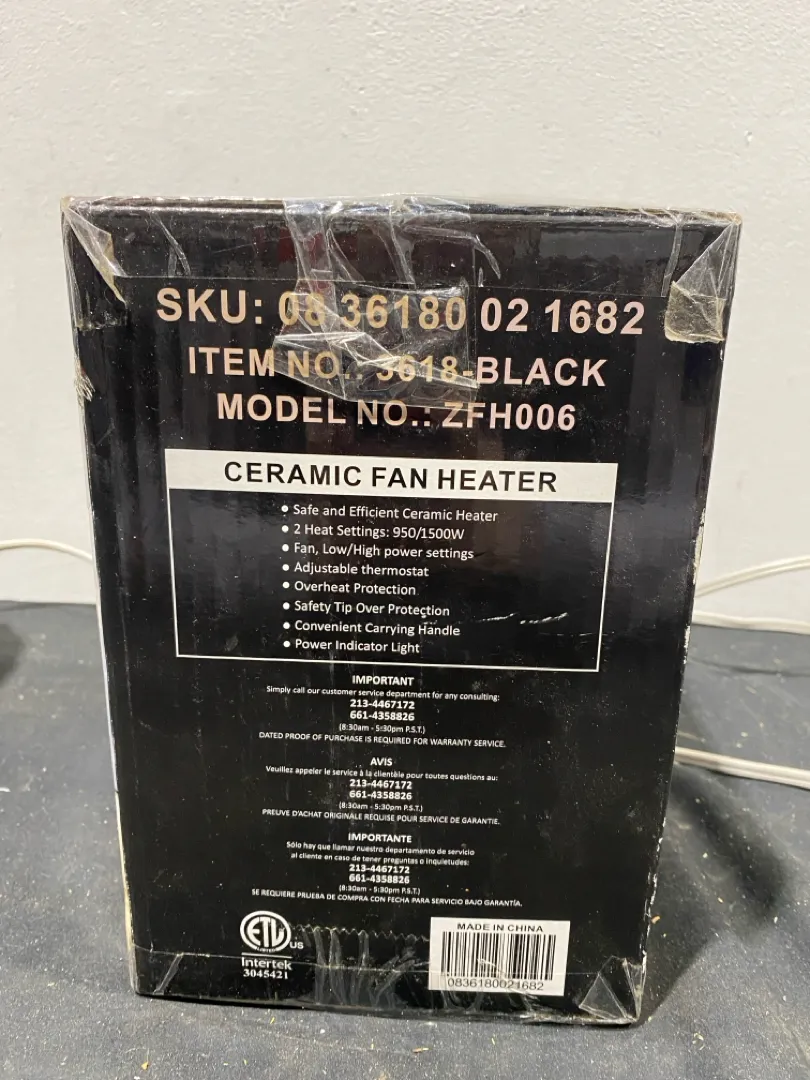 SKU: 08 36180 02 1682
ITEM NO.: 3618-BLACK
MODEL NO.: ZFH006
CERAMIC FAN HEATER
• Safe and Efficient Ceramic Heater
• 2 Heat Settings: 950/1500W
• Fan, Low/High power settings
• Adjustable thermostat
• Overheat Protection
• Safety Tip Over Protection
• Convenient Carrying Handle
• Power Indicator Light
IMPORTANT
Simply call our customer service department for any consulting:
213-4467172
661-4358826
(8:30am - 5:30pm P.S.T.)
DATED PROOF OF PURCHASE IS REQUIRED FOR WARRANTY SERVICE.
AVIS
Veuillez appeler le service à la clientèle pour toutes questions au:
213-4467172
661-4358826
(8:30am - 5:30pm P.S.T.)
PREUVE D'ACHAT ORIGINALE REQUISE POUR SERVICE DE GARANTIE.
IMPORTANTE
Sólo hay que llamar nuestro departamento de servicio
al cliente en caso de tener preguntas o inquietudes:
213-4467172
661-4358826
(8:30am - 5:30pm P.S.T.)
SE REQUIERE PRUEBA DE COMPRA CON FECHA PARA SERVICIO BAJO GARANTÍA.
ETL
LISTED
US
Intertek
3045421
MADE IN CHINA
0836180021682